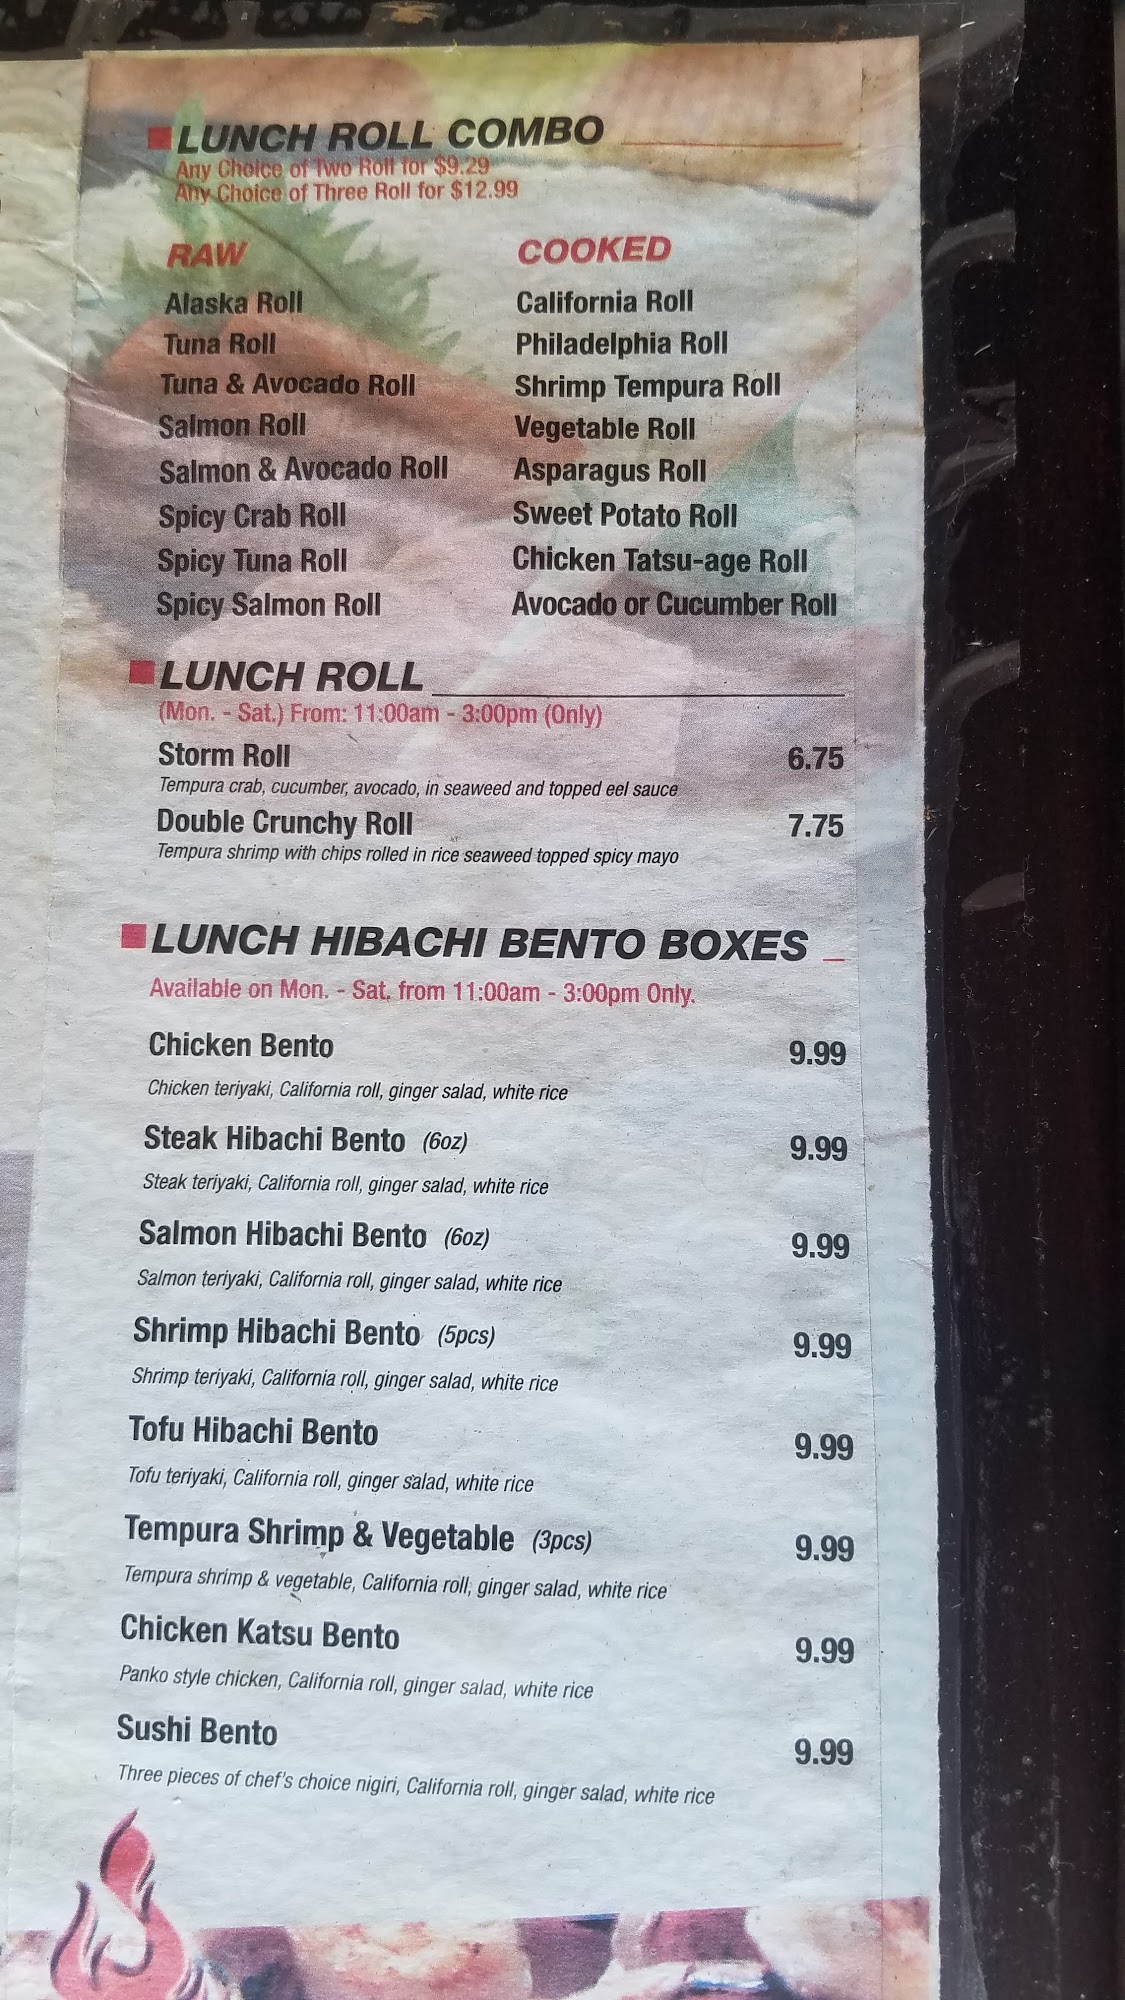 LUNCH ROLL COMBO
Any Choice of Two Roll for $9.29
Any Choice of Three Roll for $12.99
RAW
Alaska Roll
Tuna Roll
Tuna & Avocado Roll
Salmon Roll
Salmon & Avocado Roll
Spicy Crab Roll
Spicy Tuna Roll
Spicy Salmon Roll
COOKED
California Roll
Philadelphia Roll
Shrimp Tempura Roll
Vegetable Roll
Asparagus Roll
Sweet Potato Roll
Chicken Tatsu-age Roll
Avocado or Cucumber Roll
LUNCH ROLL
(Mon. - Sat.) From: 11:00am - 3:00pm (Only)
Storm Roll 6.75
Tempura crab, cucumber, avocado, in seaweed and topped eel sauce
Double Crunchy Roll 7.75
Tempura shrimp with chips rolled in rice seaweed topped spicy mayo
LUNCH HIBACHI BENTO BOXES
Available on Mon. - Sat. from 11:00am - 3:00pm Only.
Chicken Bento 9.99
Chicken teriyaki, California roll, ginger salad, white rice
Steak Hibachi Bento (6oz) 9.99
Steak teriyaki, California roll, ginger salad, white rice
Salmon Hibachi Bento (6oz) 9.99
Salmon teriyaki, California roll, ginger salad, white rice
Shrimp Hibachi Bento (5pcs) 9.99
Shrimp teriyaki, California roll, ginger salad, white rice
Tofu Hibachi Bento 9.99
Tofu teriyaki, California roll, ginger salad, white rice
Tempura Shrimp & Vegetable (3pcs) 9.99
Tempura shrimp & vegetable, California roll, ginger salad, white rice
Chicken Katsu Bento 9.99
Panko style chicken, California roll, ginger salad, white rice
Sushi Bento 9.99
Three pieces of chef's choice nigiri, California roll, ginger salad, white rice